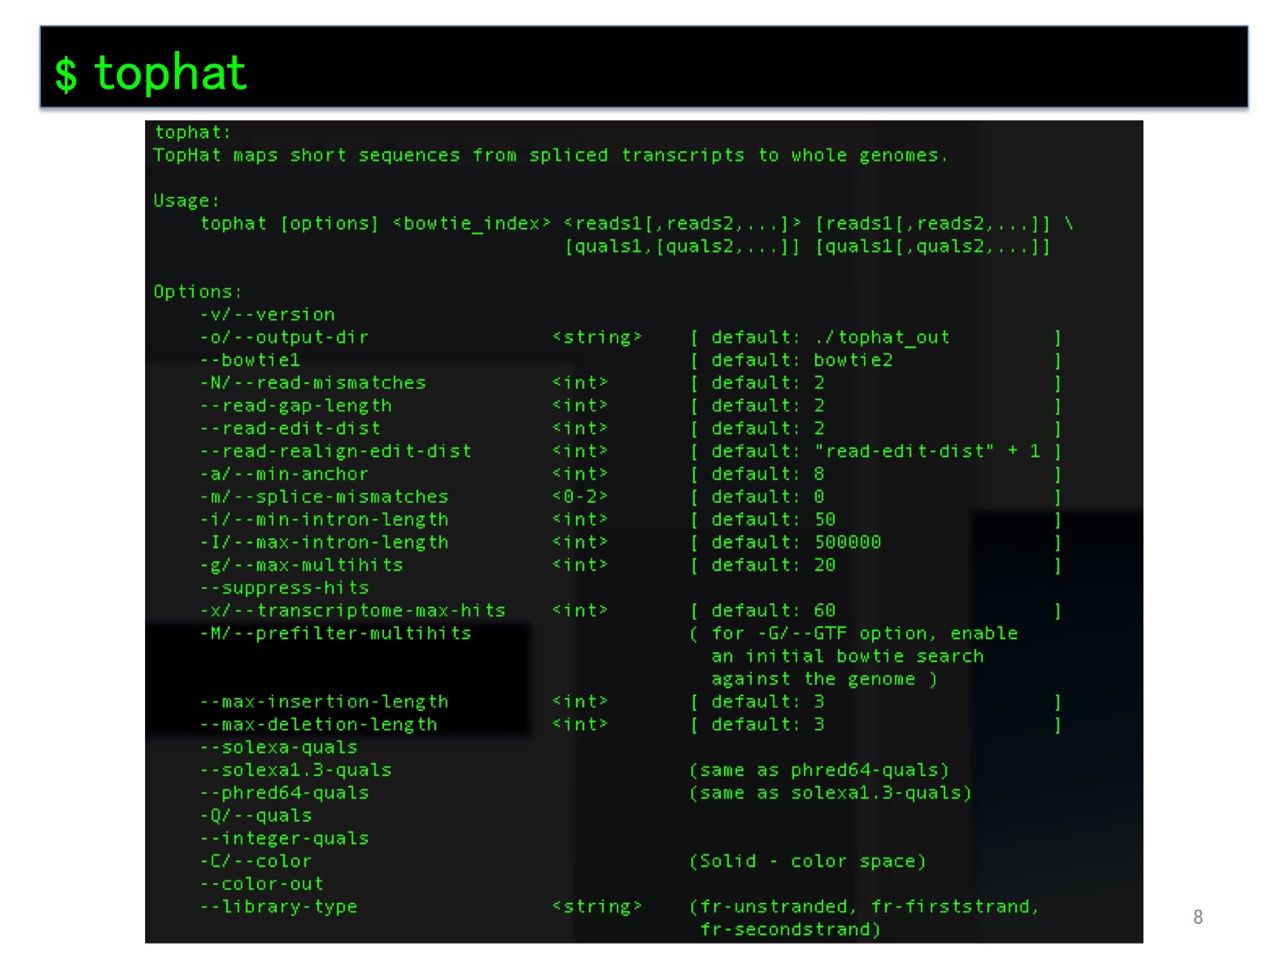 $ tophat
tophat:
TopHat maps short sequences from spliced transcripts to whole genomes.
Usage:
tophat [options] <bowtie_index> <reads1[,reads2,...]> [reads1[,reads2,...]] \
[quals1,[quals2,...]] [quals1[,quals2,...]]
Options:
-v/--version
-o/--output-dir <string> [ default: ./tophat_out ]
--bowtie1 [ default: bowtie2 ]
-N/--read-mismatches <int> [ default: 2 ]
--read-gap-length <int> [ default: 2 ]
--read-edit-dist <int> [ default: 2 ]
--read-realign-edit-dist <int> [ default: "read-edit-dist" + 1 ]
-a/--min-anchor <int> [ default: 8 ]
-m/--splice-mismatches <0-2> [ default: 0 ]
-i/--min-intron-length <int> [ default: 50 ]
-I/--max-intron-length <int> [ default: 500000 ]
-g/--max-multihits <int> [ default: 20 ]
--suppress-hits
-x/--transcriptome-max-hits <int> [ default: 60 ]
-M/--prefilter-multihits ( for -G/--GTF option, enable
an initial bowtie search
against the genome )
--max-insertion-length <int> [ default: 3 ]
--max-deletion-length <int> [ default: 3 ]
--solexa-quals
--solexa1.3-quals (same as phred64-quals)
--phred64-quals (same as solexa1.3-quals)
-Q/--quals
--integer-quals
-C/--color (Solid - color space)
--color-out
--library-type <string> (fr-unstranded, fr-firststrand,
fr-secondstrand)
8